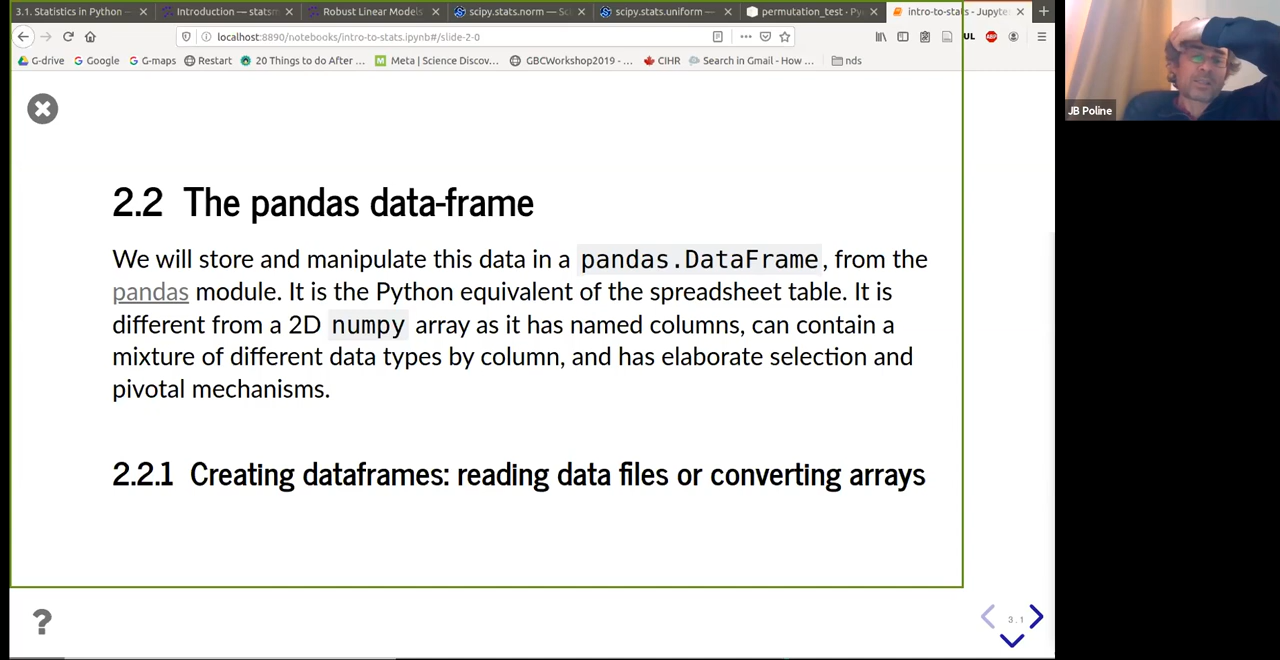 3.1. Statistics in Python — Introduction — statsm Robust Linear Models scipy.stats.norm — Sc scipy.stats.uniform — permutation_test - Py intro-to-stats - Jupyte
localhost:8890/notebooks/intro-to-stats.ipynb#/slide-2-0 UL ABP
G-drive Google G-maps Restart 20 Things to do After ... Meta | Science Discov... GBCWorkshop2019 - ... CIHR Search in Gmail - How ... nds
JB Poline
2.2 The pandas data-frame
We will store and manipulate this data in a pandas.DataFrame, from the
pandas module. It is the Python equivalent of the spreadsheet table. It is
different from a 2D numpy array as it has named columns, can contain a
mixture of different data types by column, and has elaborate selection and
pivotal mechanisms.
2.2.1 Creating dataframes: reading data files or converting arrays
?
3.1